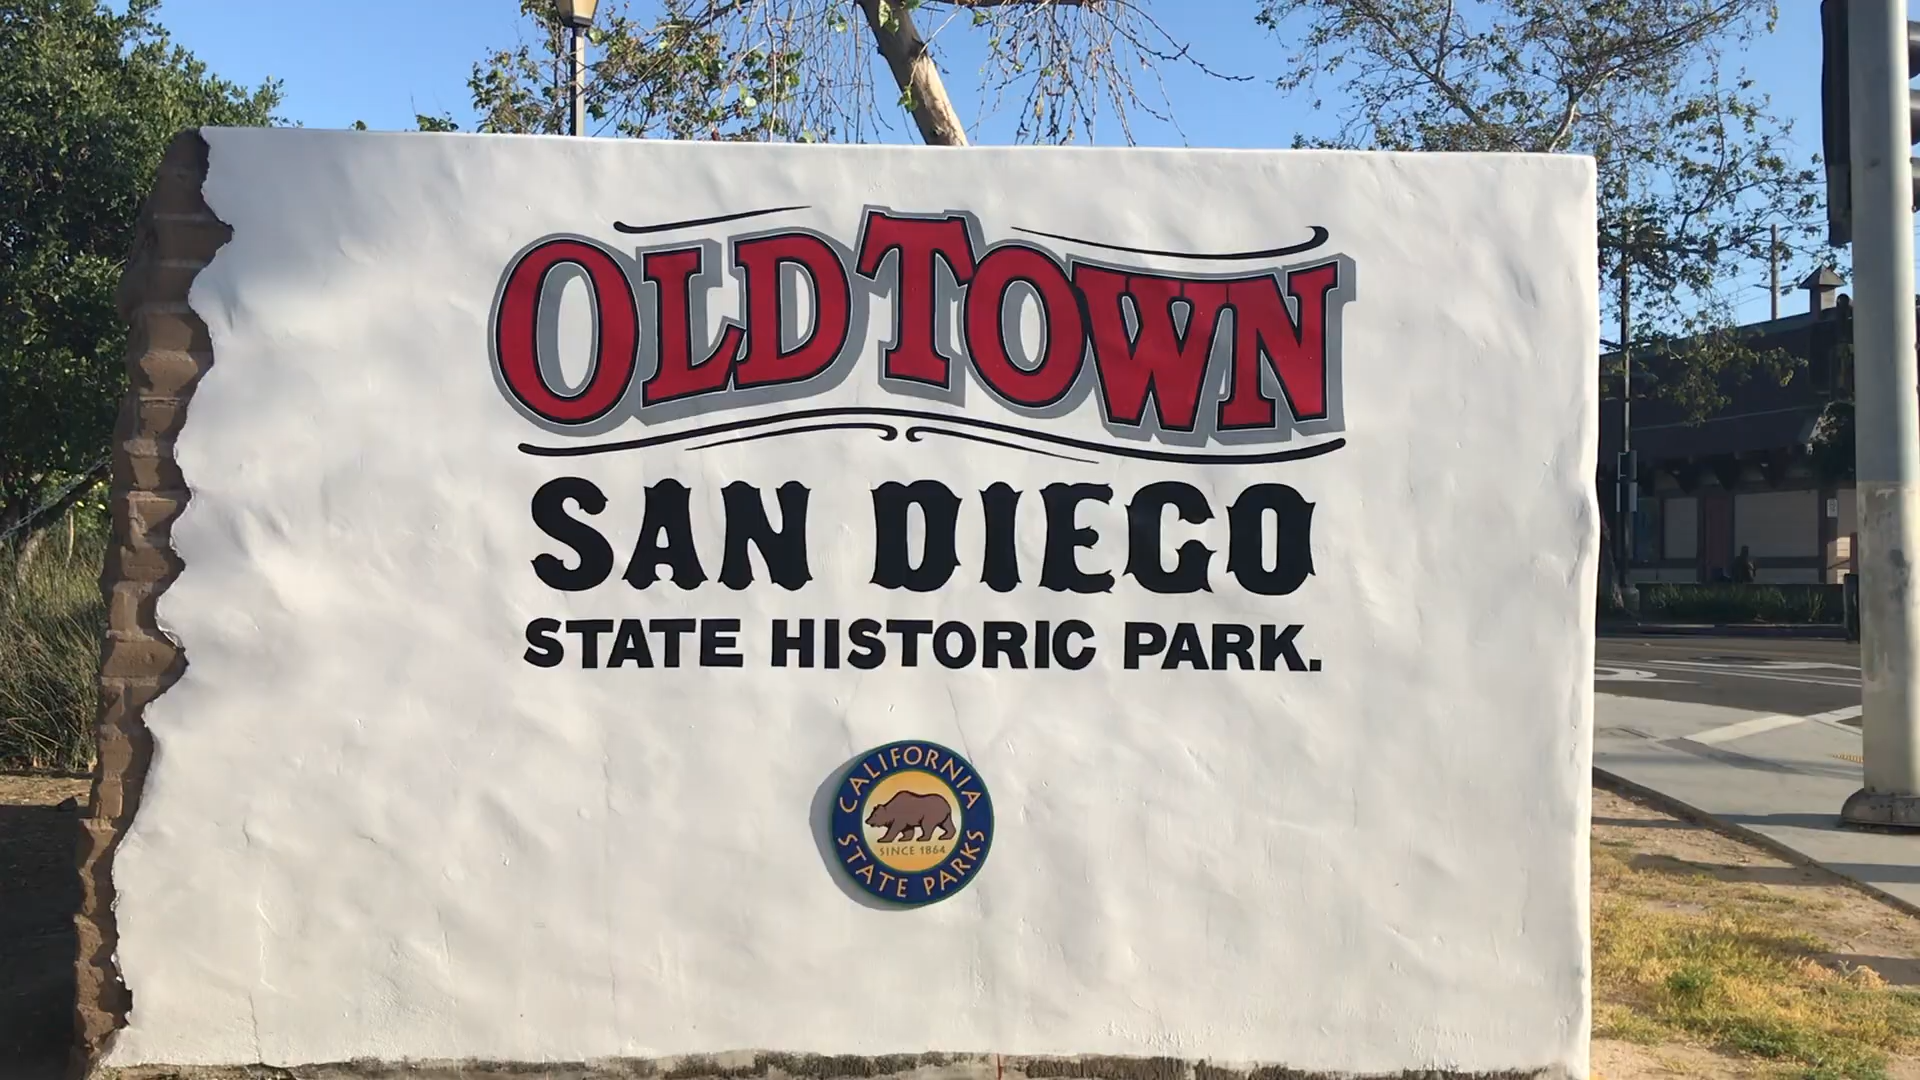 OLD TOWN
SAN DIEGO
STATE HISTORIC PARK.
CALIFORNIA
SINCE 1864
STATE PARKS